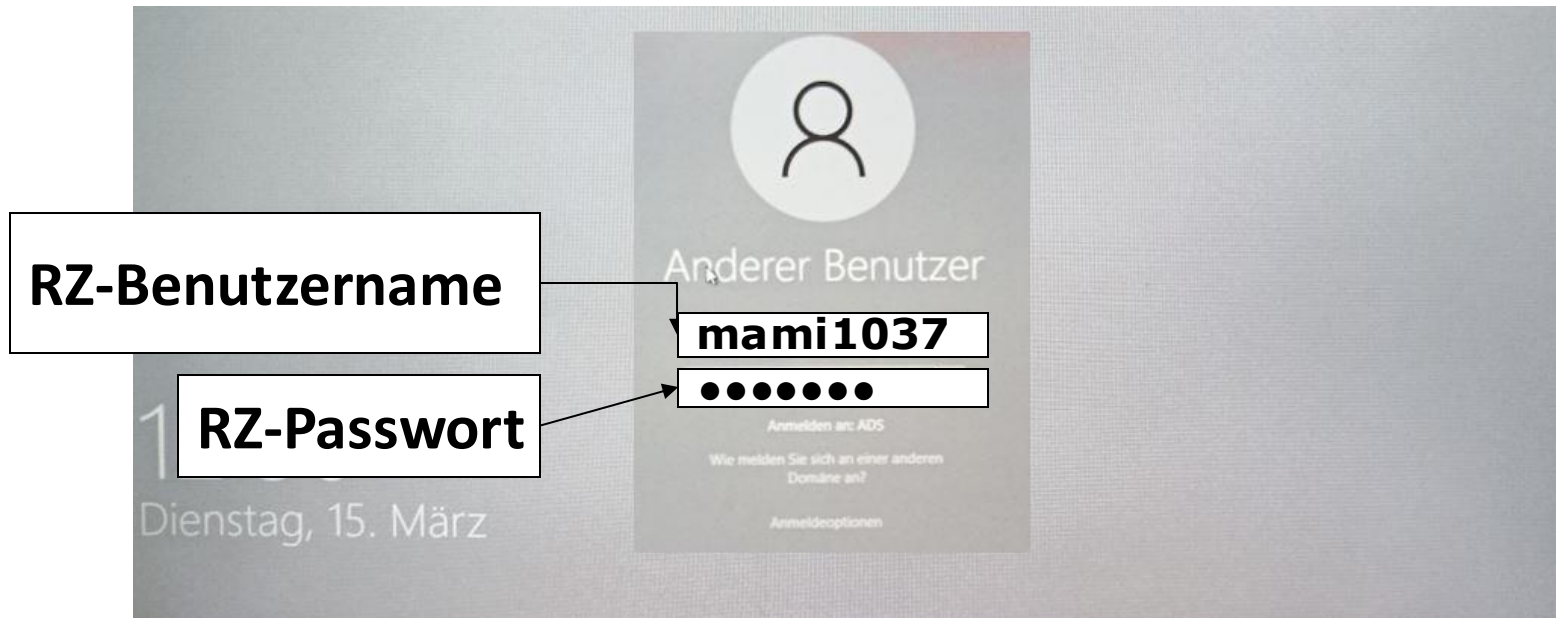 Anderer Benutzer
RZ-Benutzername
mami1037
●●●●●●●
RZ-Passwort
Anmelden an: ADS
Wie melden Sie sich an einer anderen
Domäne an?
Anmeldeoptionen
Dienstag, 15. März